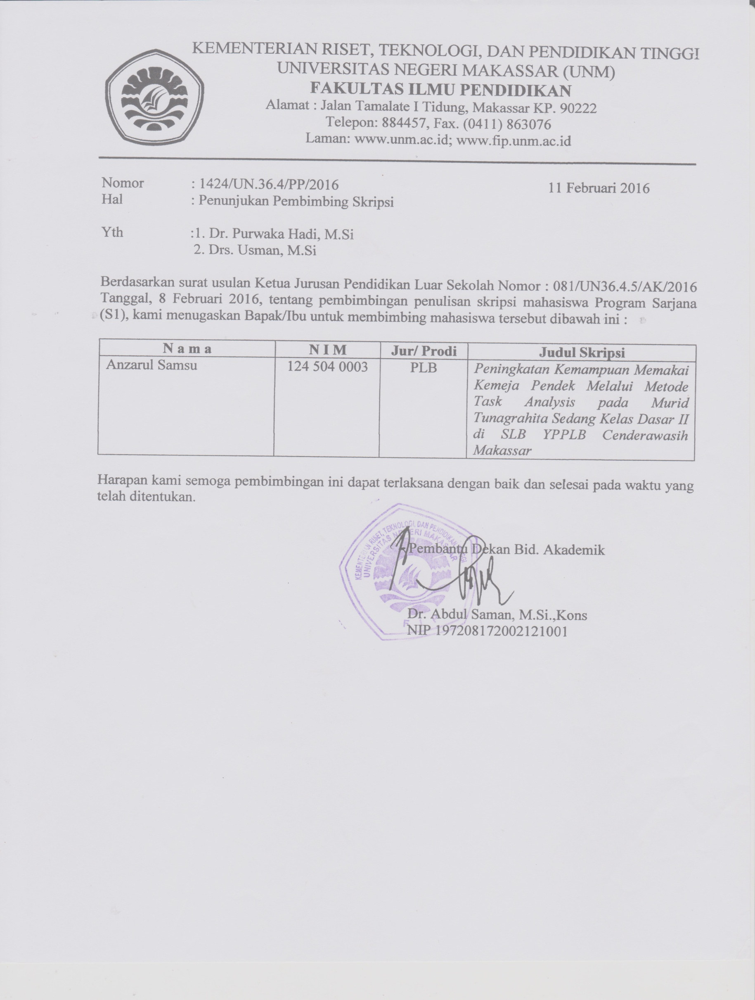 KEMENTERIAN RISET, TEKNOLOGI, DAN PENDIDIKAN TINGGI
UNIVERSITAS NEGERI MAKASSAR (UNM)
FAKULTAS ILMU PENDIDIKAN
Alamat : Jalan Tamalate I Tidung, Makassar KP. 90222
Telepon: 884457, Fax. (0411) 863076
Laman: www.unm.ac.id; www.fip.unm.ac.id
Nomor : 1424/UN.36.4/PP/2016 11 Februari 2016
Hal : Penunjukan Pembimbing Skripsi
Yth :1. Dr. Purwaka Hadi, M.Si
2. Drs. Usman, M.Si
Berdasarkan surat usulan Ketua Jurusan Pendidikan Luar Sekolah Nomor : 081/UN36.4.5/AK/2016
Tanggal, 8 Februari 2016, tentang pembimbingan penulisan skripsi mahasiswa Program Sarjana
(S1), kami menugaskan Bapak/Ibu untuk membimbing mahasiswa tersebut dibawah ini :
N a m a N I M Jur/ Prodi Judul Skripsi
Anzarul Samsu 124 504 0003 PLB Peningkatan Kemampuan Memakai
Kemeja Pendek Melalui Metode
Task Analysis pada Murid
Tunagrahita Sedang Kelas Dasar II
di SLB YPPLB Cenderawasih
Makassar
Harapan kami semoga pembimbingan ini dapat terlaksana dengan baik dan selesai pada waktu yang
telah ditentukan.
KEMENTERIAN RISET, TEKNOLOGI, DAN PENDIDIKAN TINGGI
UNIVERSITAS NEGERI MAKASSAR
Pembantu Dekan Bid. Akademik
Dr. Abdul Saman, M.Si.,Kons
F I P
NIP 197208172002121001